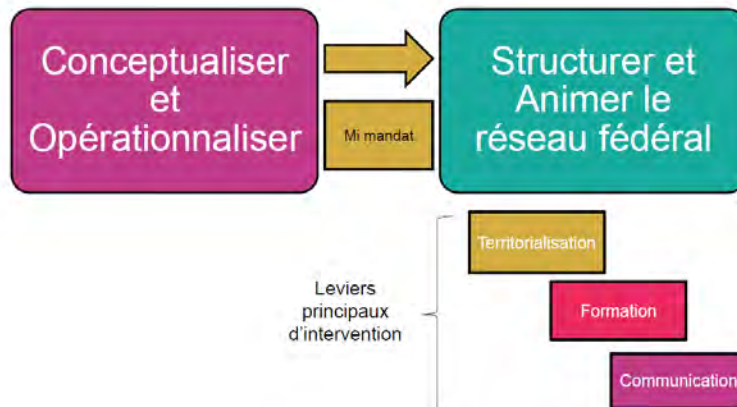 Conceptualiser
et
Opérationnaliser
Mi mandat
Structurer et
Animer le
réseau fédéral
Leviers
principaux
d'intervention
Territorialisation
Formation
Communication